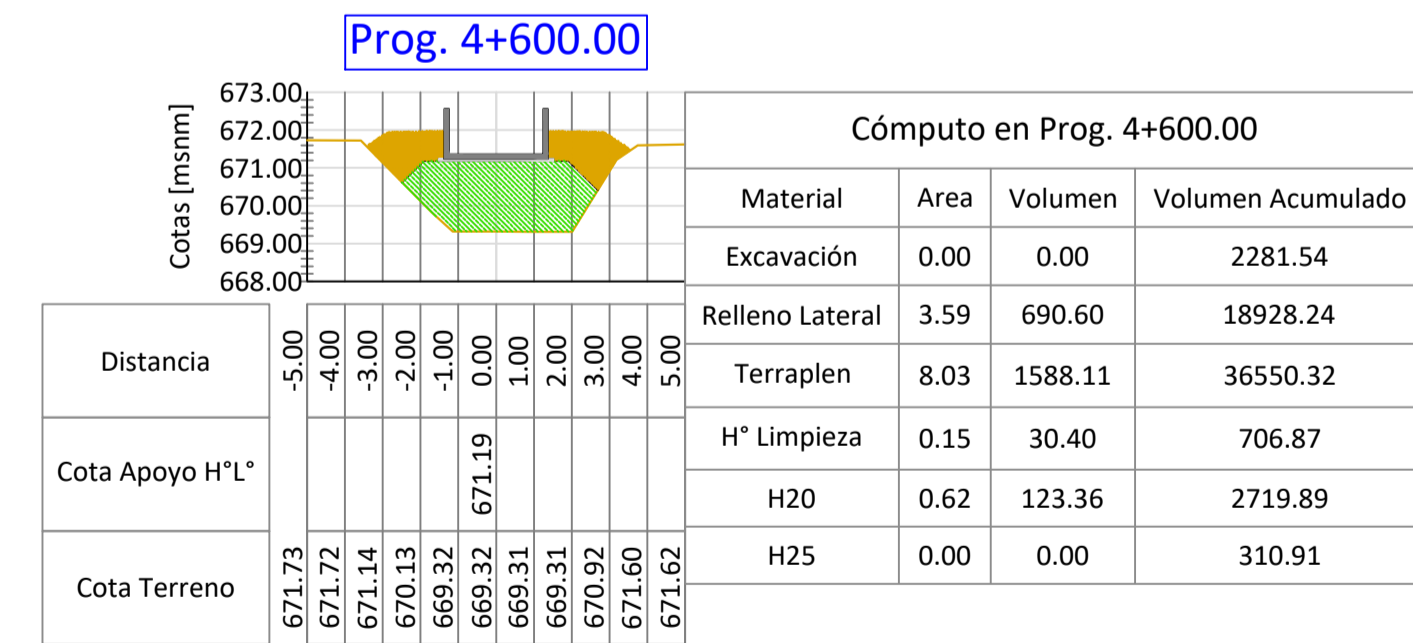 Prog. 4+600.00
Cotas [msnm]
673.00
672.00
671.00
670.00
669.00
668.00
Distancia
-5.00 -4.00 -3.00 -2.00 -1.00 0.00 1.00 2.00 3.00 4.00 5.00
Cota Apoyo H°L°
671.19
Cota Terreno
671.73 671.72 671.14 670.13 669.32 669.32 669.31 669.31 670.92 671.60 671.62
Cómputo en Prog. 4+600.00
Material Area Volumen Volumen Acumulado
Excavación 0.00 0.00 2281.54
Relleno Lateral 3.59 690.60 18928.24
Terraplen 8.03 1588.11 36550.32
H° Limpieza 0.15 30.40 706.87
H20 0.62 123.36 2719.89
H25 0.00 0.00 310.91